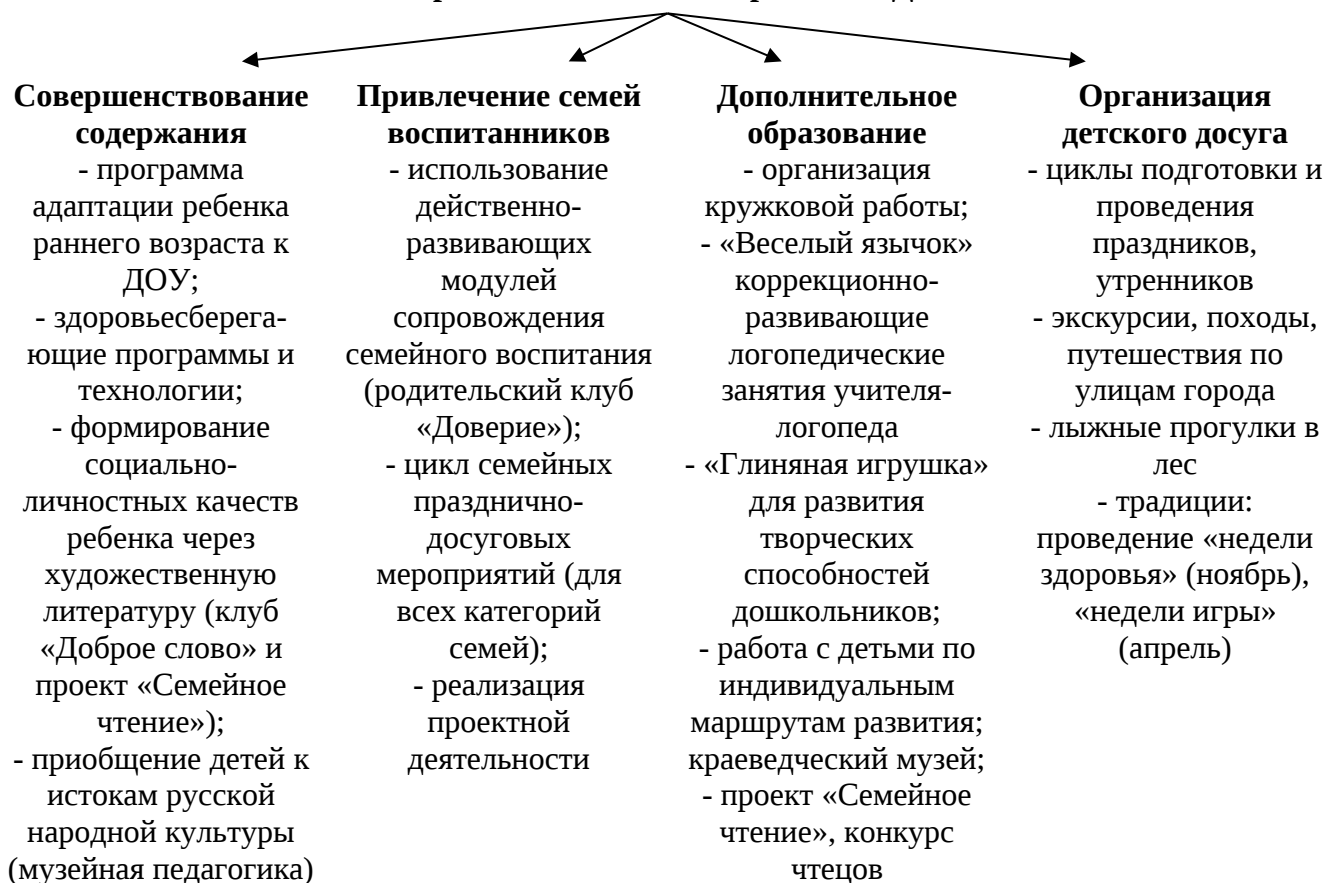 Совершенствование
содержания
- программа
адаптации ребенка
раннего возраста к
ДОУ;
- здоровьесберега-
ющие программы и
технологии;
- формирование
социально-
личностных качеств
ребенка через
художественную
литературу (клуб
«Доброе слово» и
проект «Семейное
чтение»);
- приобщение детей к
истокам русской
народной культуры
(музейная педагогика)
Привлечение семей
воспитанников
- использование
действенно-
развивающих
модулей
сопровождения
семейного воспитания
(родительский клуб
«Доверие»);
- цикл семейных
празднично-
досуговых
мероприятий (для
всех категорий
семей);
- реализация
проектной
деятельности
Дополнительное
образование
- организация
кружковой работы;
- «Веселый язычок»
коррекционно-
развивающие
логопедические
занятия учителя-
логопеда
- «Глиняная игрушка»
для развития
творческих
способностей
дошкольников;
- работа с детьми по
индивидуальным
маршрутам развития;
краеведческий музей;
- проект «Семейное
чтение», конкурс
чтецов
Организация
детского досуга
- циклы подготовки и
проведения
праздников,
утренников
- экскурсии, походы,
путешествия по
улицам города
- лыжные прогулки в
лес
- традиции:
проведение «недели
здоровья» (ноябрь),
«недели игры»
(апрель)